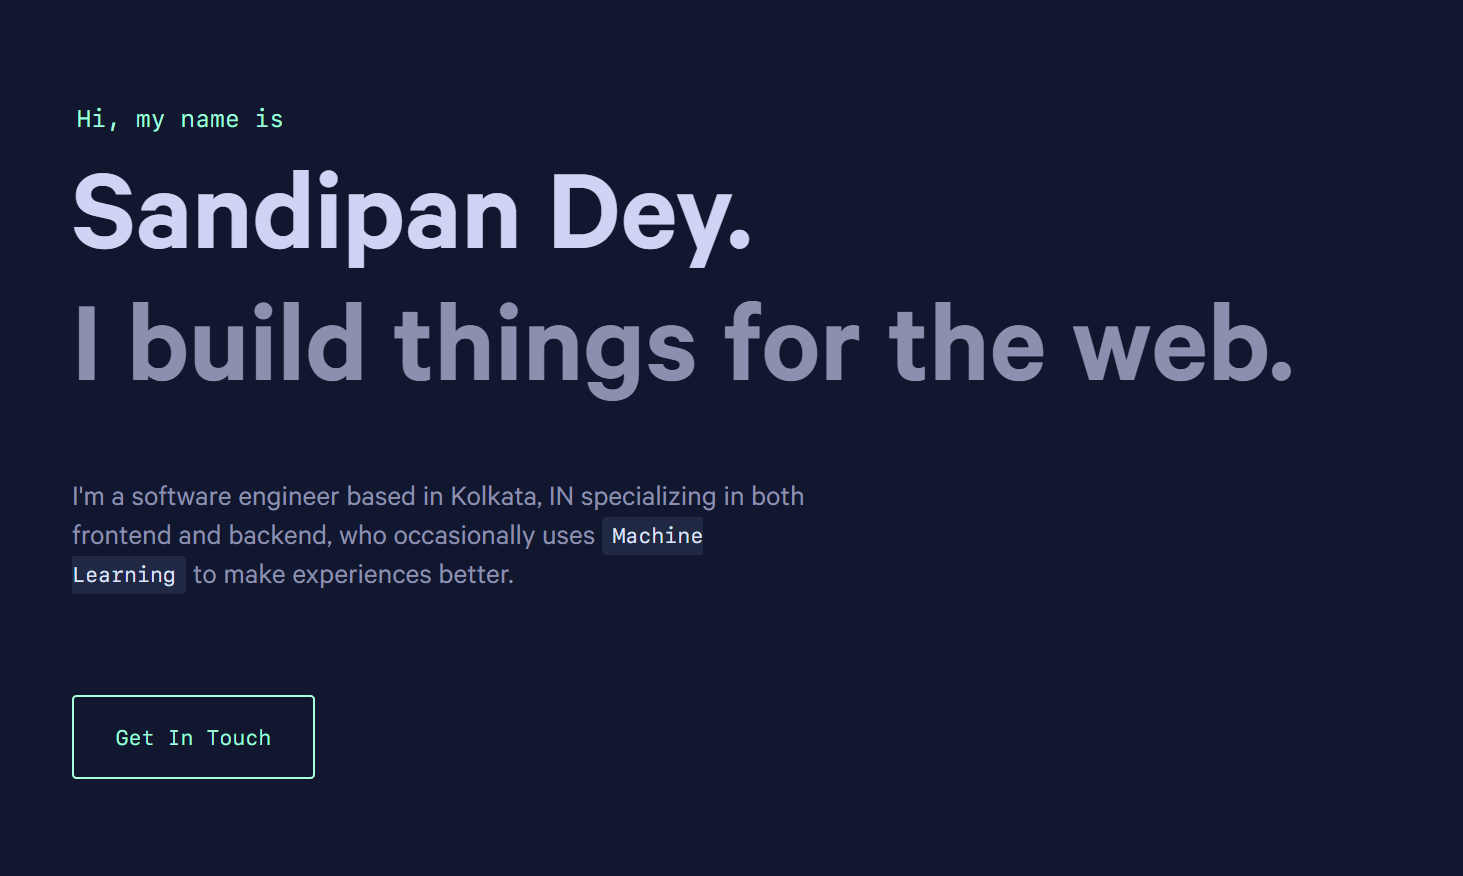 Hi, my name is
Sandipan Dey.
I build things for the web.
I'm a software engineer based in Kolkata, IN specializing in both
frontend and backend, who occasionally uses Machine
Learning to make experiences better.
Get In Touch